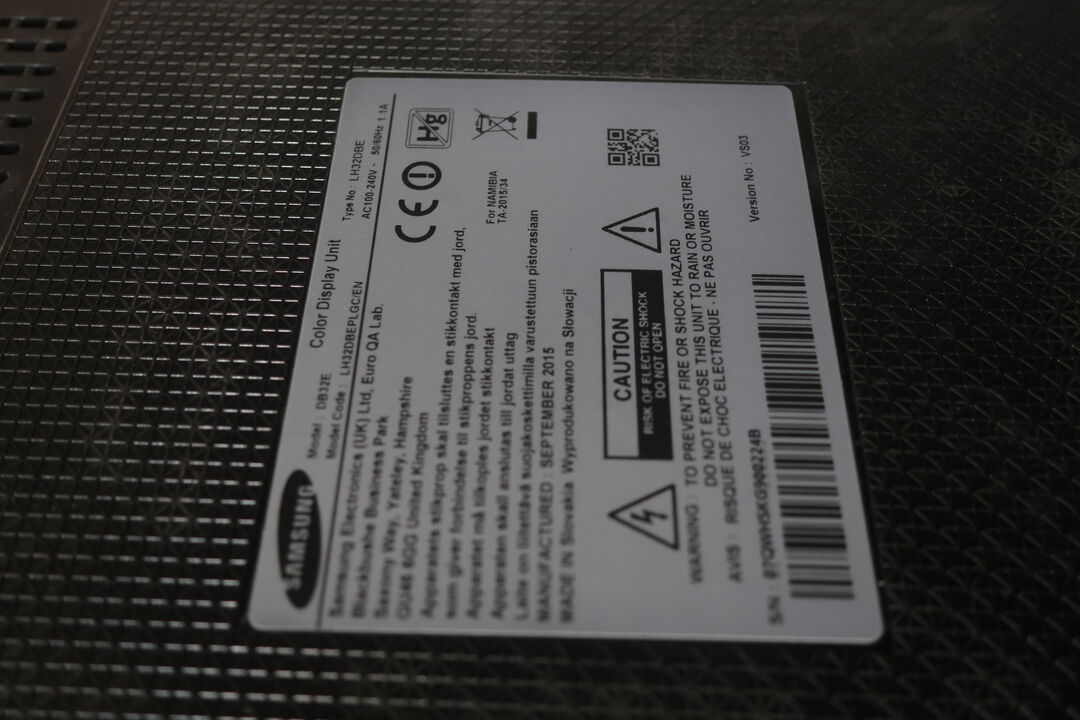 SAMSUNG
Color Display Unit
Model : DB32E
Type No : LH32DBE
Model Code : LH32DBEPLGC/EN
AC100-240V ~ 50/60Hz 1.1A
Samsung Electronics (UK) Ltd, Euro QA Lab.
Blackbushe Business Park
Saxony Way, Yateley, Hampshire
GU46 6GG United Kingdom
Hg
CE
Apparatets stikprop skal tilsluttes en stikkontakt med jord,
som giver forbindelse til stikproppens jord.
For NAMIBIA
TA-2015/34
Apparatet må tilkoples jordet stikkontakt
Apparaten skall anslutas till jordat uttag
Laite on liitettävä suojakoskettimilla varustettuun pistorasiaan
MANUFACTURED : SEPTEMBER 2015
MADE IN Slovakia Wyprodukowano na Słowacji
CAUTION
RISK OF ELECTRIC SHOCK
DO NOT OPEN
WARNING : TO PREVENT FIRE OR SHOCK HAZARD
DO NOT EXPOSE THIS UNIT TO RAIN OR MOISTURE
AVIS : RISQUE DE CHOC ELECTRIQUE - NE PAS OUVRIR
Version No : VS03
S/N